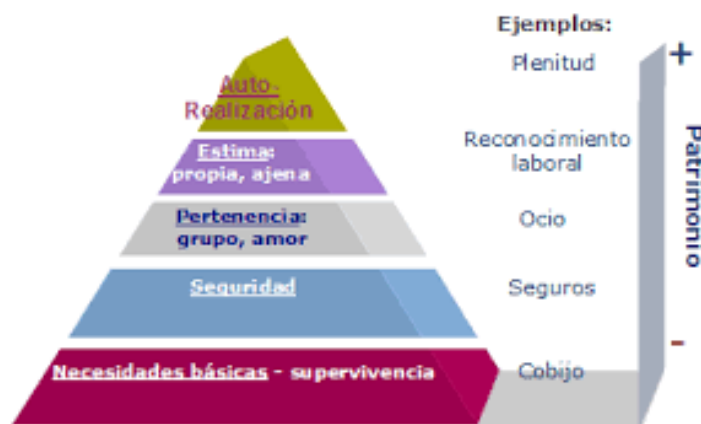 Ejemplos:
Auto-
Realización
Plenitud
+
Estima:
propia, ajena
Reconocimiento
laboral
Pertenencia:
grupo, amor
Ocio
Patrimonio
Seguridad
Seguros
-
Necesidades básicas - supervivencia
Cobijo